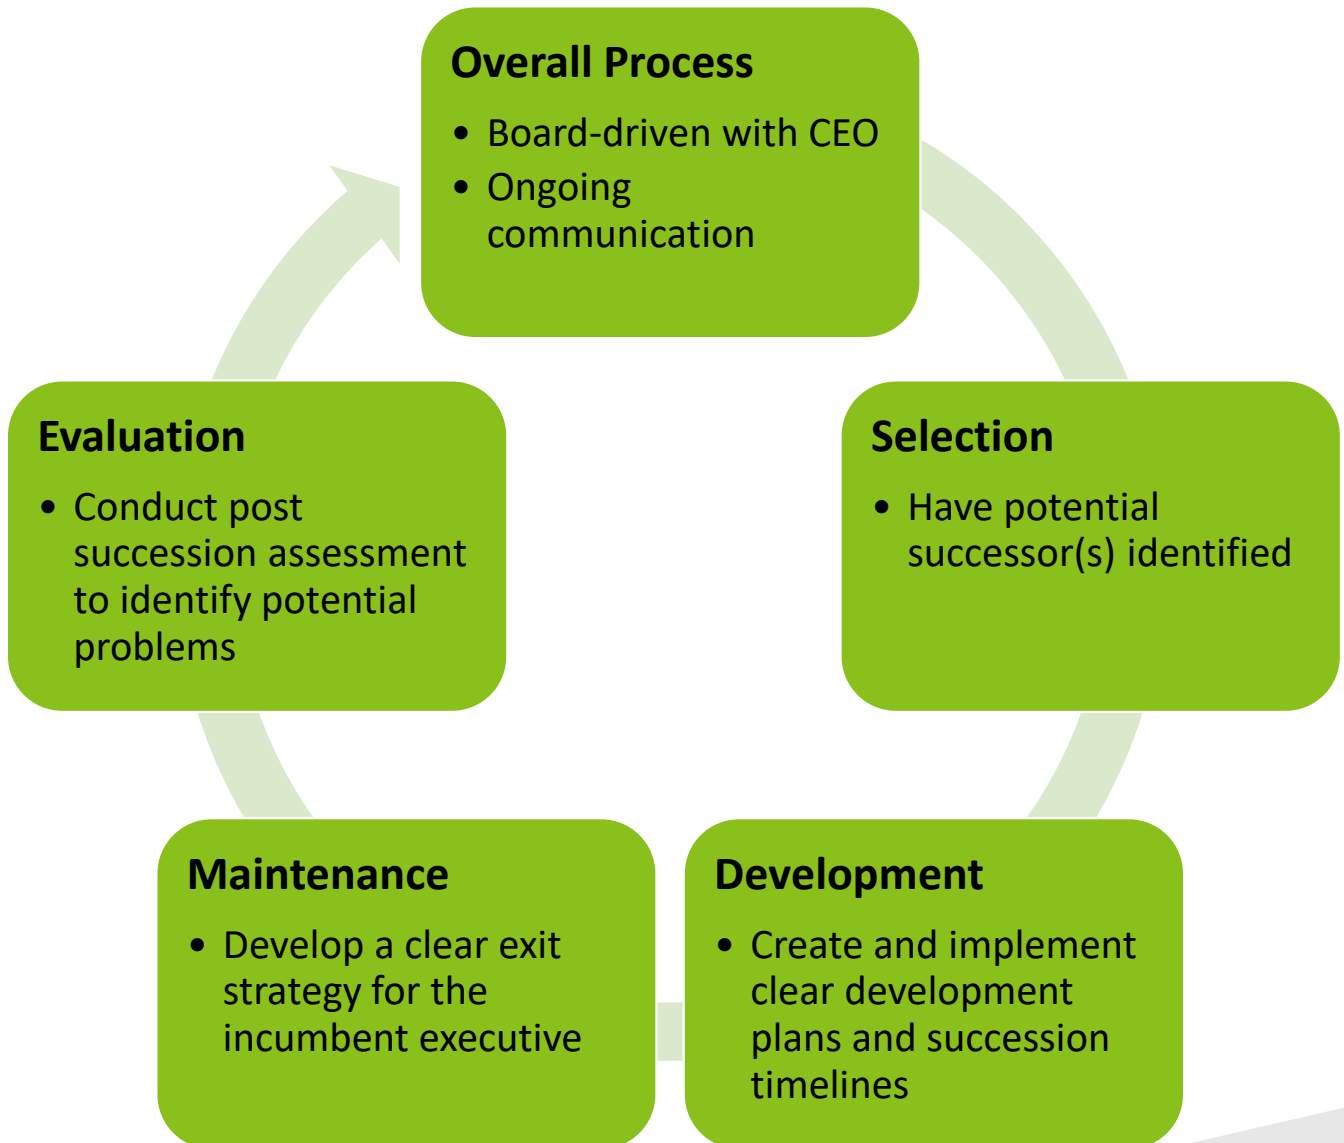 Overall Process
• Board-driven with CEO
• Ongoing
communication
Selection
• Have potential
successor(s) identified
Development
• Create and implement
clear development
plans and succession
timelines
Maintenance
• Develop a clear exit
strategy for the
incumbent executive
Evaluation
• Conduct post
succession assessment
to identify potential
problems